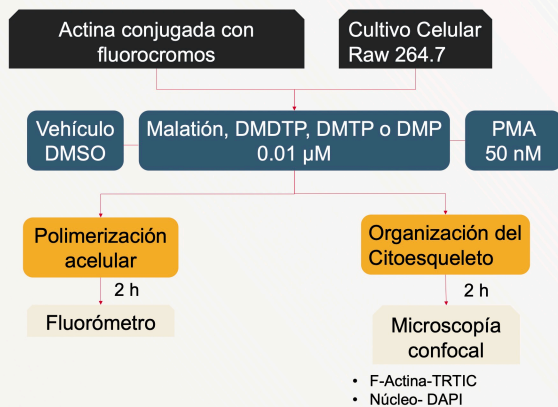 Actina conjugada con
fluorocromos
Cultivo Celular
Raw 264.7
Vehículo
DMSO
Malatión, DMDTP, DMTP o DMP
0.01 µM
PMA
50 nM
Polimerización
acelular
Organización del
Citoesqueleto
2 h
2 h
Fluorómetro
Microscopía
confocal
• F-Actina-TRTIC
• Núcleo- DAPI